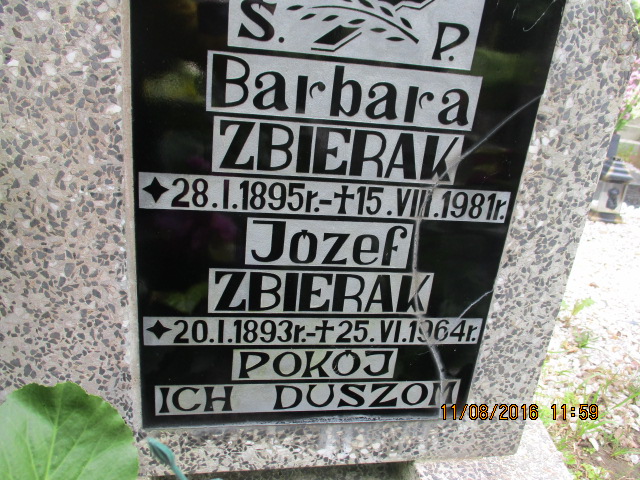 Ś. P.
Barbara
ZBIERAK
✦28.I.1895r.-✝15.VIII.1981r.
Józef
ZBIERAK
✦20.I.1893r.-✝25.VI.1964r.
POKÓJ
ICH DUSZOM
11/08/2016 11:59